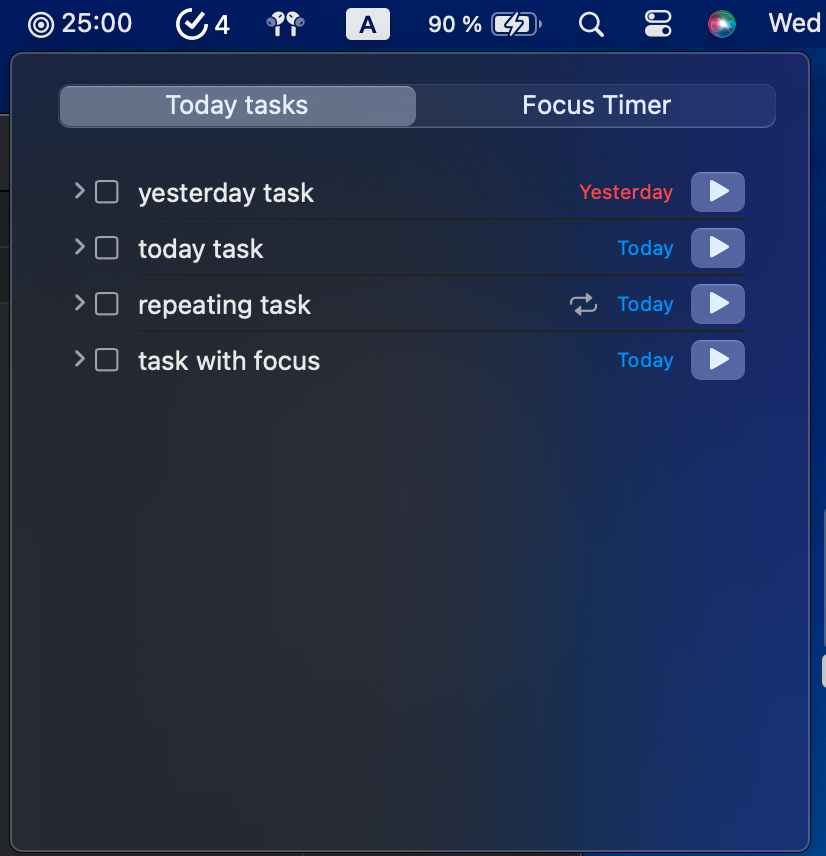 25:00 4 A 90 % Wed
Today tasks Focus Timer
yesterday task Yesterday
today task Today
repeating task Today
task with focus Today